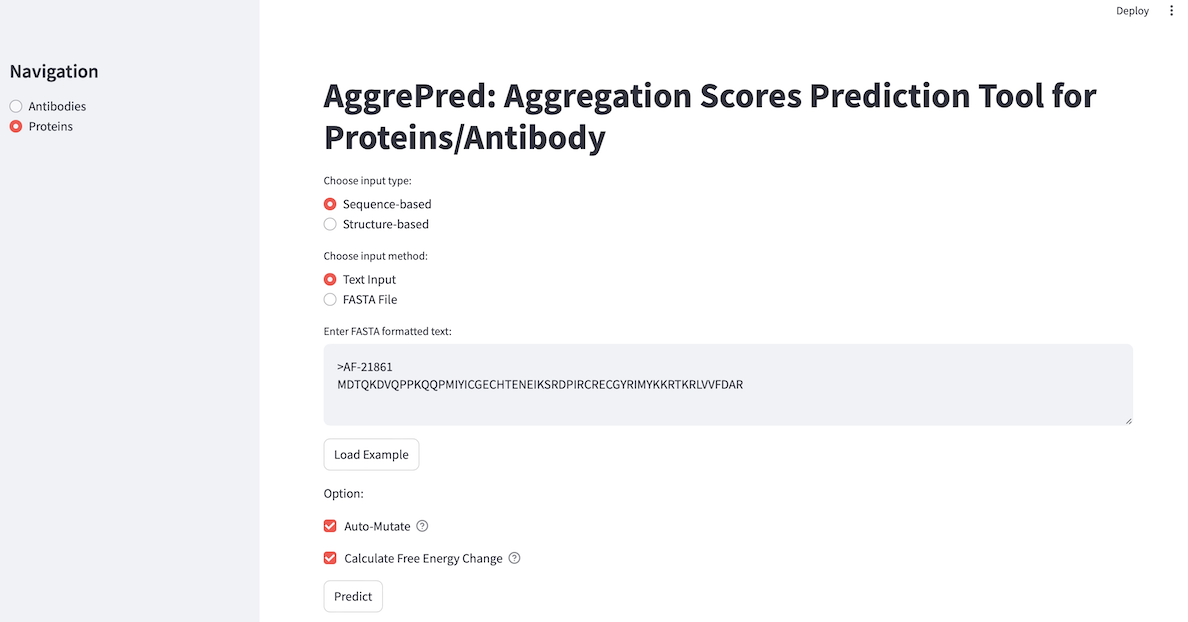 Deploy
Navigation
Antibodies
Proteins
AggrePred: Aggregation Scores Prediction Tool for
Proteins/Antibody
Choose input type:
Sequence-based
Structure-based
Choose input method:
Text Input
FASTA File
Enter FASTA formatted text:
>AF-21861
MDTQKDVQPPKQQPMIYICGECHTENEIKSRDPIRCRECGYRIMYKKRTKRLVVFDAR
Load Example
Option:
Auto-Mutate
Calculate Free Energy Change
Predict